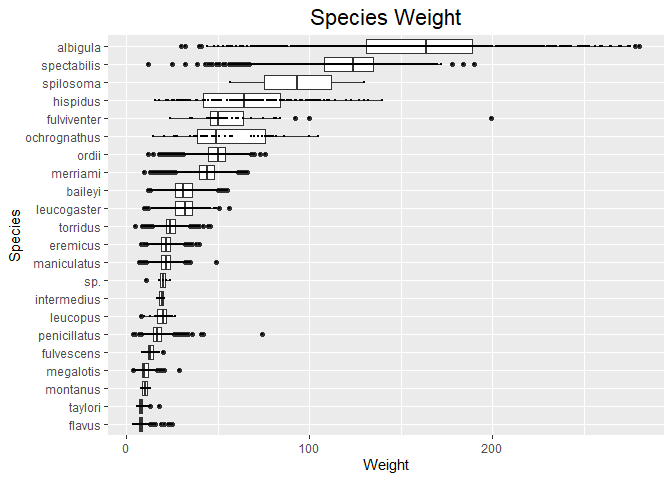 Species Weight
albigula
spectabilis
spilosoma
hispidus
fulviventer
ochrognathus
ordii
merriami
baileyi
leucogaster
torridus
eremicus
maniculatus
sp.
intermedius
leucopus
penicillatus
fulvescens
megalotis
montanus
taylori
flavus
Species
0 100 200
Weight